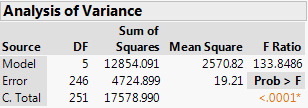 Analysis of Variance
Sum of
Source DF Squares Mean Square F Ratio
Model 5 12854.091 2570.82 133.8486
Error 246 4724.899 19.21 Prob > F
C. Total 251 17578.990 <.0001*